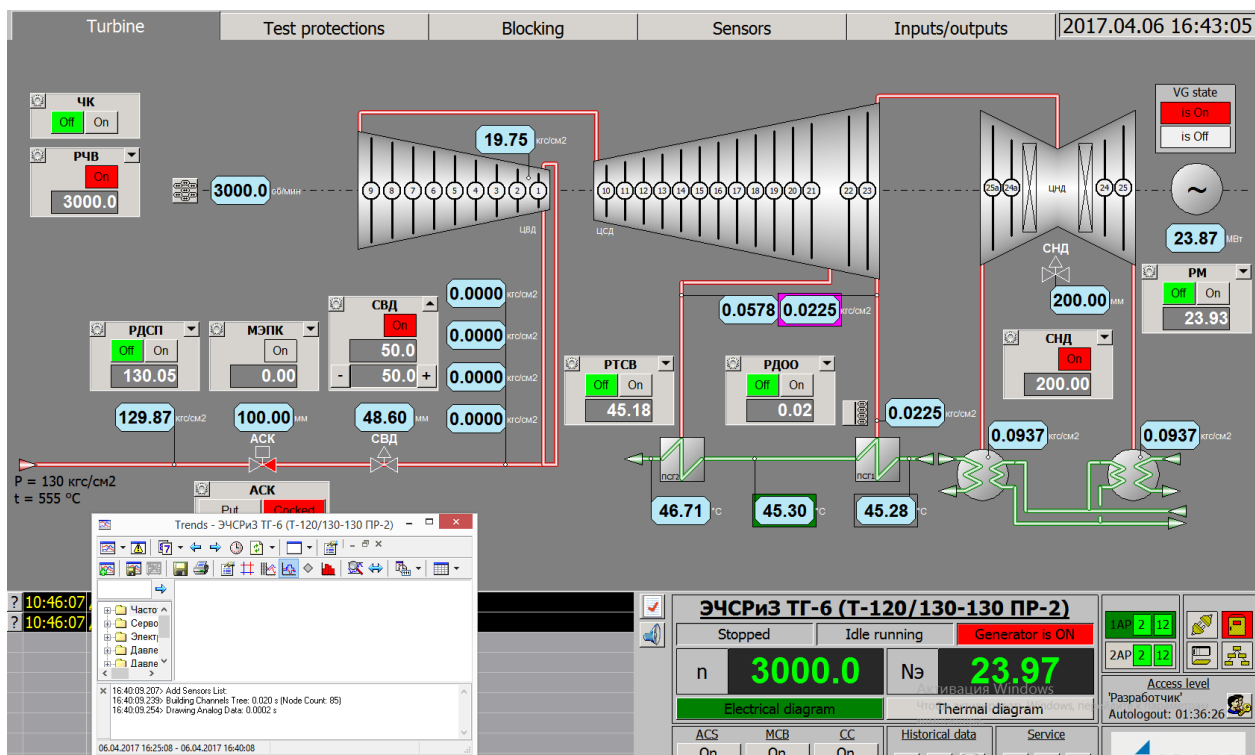 Turbine
Test protections
Blocking
Sensors
Inputs/outputs
2017.04.06 16:43:05
ЧК
Off On
РЧВ
On
3000.0
3000.0 об/мин
19.75 кгс/см2
9 8 7 6 5 4 3 2 1
ЦВД
10 11 12 13 14 15 16 17 18 19 20 21 22 23
ЦСД
25а 24а ЦНД 24 25
VG state
is On
is Off
~
23.87 МВт
РМ
Off On
23.93
СНД
200.00 мм
СНД
On
200.00
0.0000 кгс/см2
0.0000 кгс/см2
0.0000 кгс/см2
0.0000 кгс/см2
СВД
On
50.0
- 50.0 +
РДСП
Off On
130.05
МЭПК
On
0.00
129.87 кгс/см2
100.00 мм
АСК
48.60 мм
СВД
0.0578 0.0225 кгс/см2
РТСВ
Off On
45.18
РДОО
Off On
0.02
0.0225 кгс/см2
0.0937 кгс/см2
0.0937 кгс/см2
ПСГ2
ПСГ1
46.71 °C
45.30 °C
45.28 °C
P = 130 кгс/см2
t = 555 °C
АСК
Put Cocked
Trends - ЭЧСРиЗ ТГ-6 (Т-120/130-130 ПР-2)
Часто
Серво
Элект
Давле
Давле
16:40:09.207> Add Sensors List:
16:40:09.239> Building Channels Tree: 0.020 s (Node Count: 85)
16:40:09.254> Drawing Analog Data: 0.0002 s
06.04.2017 16:25:08 - 06.04.2017 16:40:08
? 10:46:07
? 10:46:07
ЭЧСРиЗ ТГ-6 (Т-120/130-130 ПР-2)
Stopped
Idle running
Generator is ON
n 3000.0
Nэ 23.97
Активация Windows
Electrical diagram
Thermal diagram
1АР 2 12
2АР 2 12
Access level
'Разработчик'
Autologout: 01:36:26
ACS
MCB
CC
On
On
On
Historical data
Service